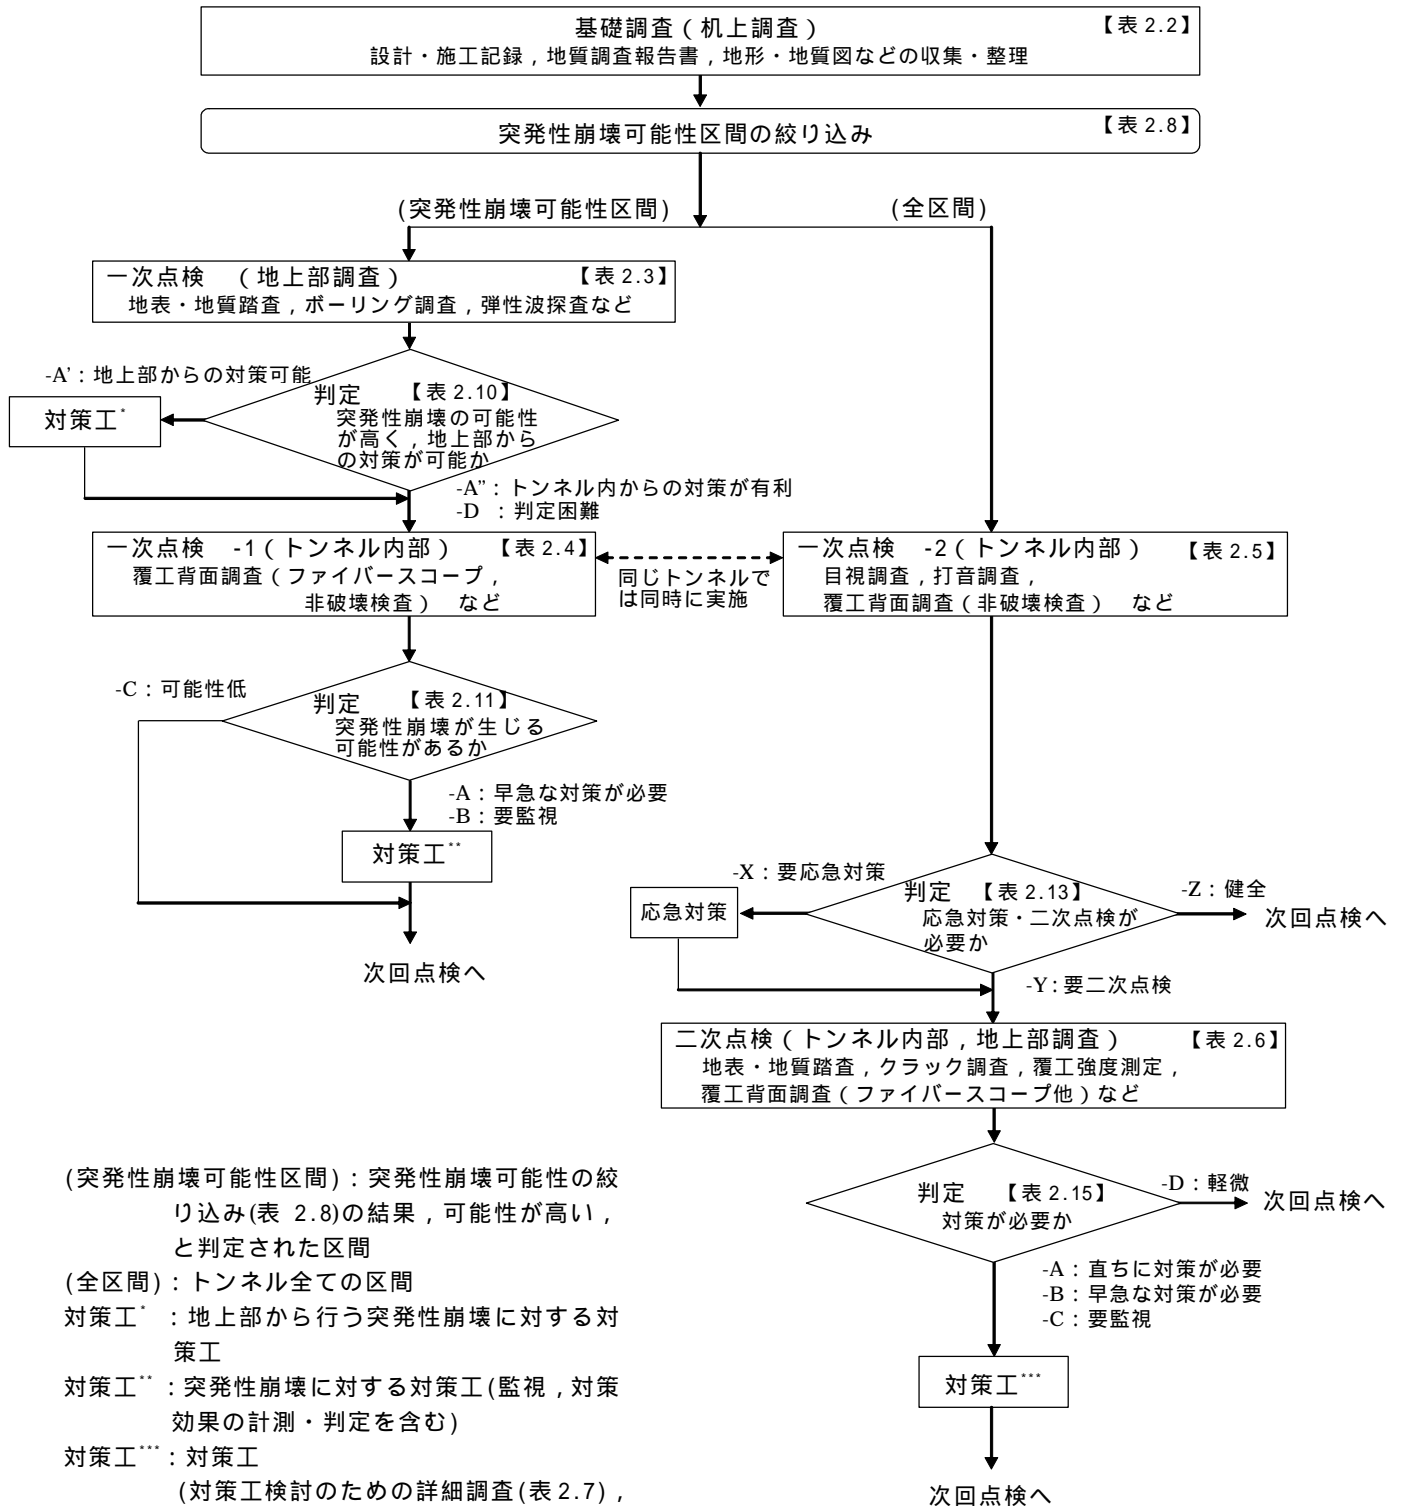 基礎調査（机上調査）　【表 2.2】
設計・施工記録，地質調査報告書，地形・地質図などの収集・整理
突発性崩壊可能性区間の絞り込み　【表 2.8】
(突発性崩壊可能性区間)
(全区間)
一次点検　（地上部調査）　【表 2.3】
地表・地質踏査，ボーリング調査，弾性波探査など
-A’：地上部からの対策可能
対策工*
判定　【表 2.10】
突発性崩壊の可能性
が高く，地上部から
の対策が可能か
-A”：トンネル内からの対策が有利
-D ：判定困難
一次点検　-1（トンネル内部）　【表 2.4】
覆工背面調査（ファイバースコープ，
非破壊検査）　など
同じトンネルで
は同時に実施
一次点検　-2（トンネル内部）　【表 2.5】
目視調査，打音調査，
覆工背面調査（非破壊検査）　など
-C：可能性低
判定　【表 2.11】
突発性崩壊が生じる
可能性があるか
-A：早急な対策が必要
-B：要監視
対策工**
次回点検へ
-X：要応急対策
応急対策
判定　【表 2.13】
応急対策・二次点検が
必要か
-Z：健全
次回点検へ
-Y：要二次点検
二次点検（トンネル内部，地上部調査）　【表 2.6】
地表・地質踏査，クラック調査，覆工強度測定，
覆工背面調査（ファイバースコープ他）など
判定　【表 2.15】
対策が必要か
-D：軽微
次回点検へ
-A：直ちに対策が必要
-B：早急な対策が必要
-C：要監視
対策工***
次回点検へ
(突発性崩壊可能性区間)：突発性崩壊可能性の絞
り込み(表 2.8)の結果，可能性が高い，
と判定された区間
(全区間)：トンネル全ての区間
対策工* ：地上部から行う突発性崩壊に対する対
策工
対策工**：突発性崩壊に対する対策工(監視，対策
効果の計測・判定を含む)
対策工***：対策工
(対策工検討のための詳細調査(表 2.7)，